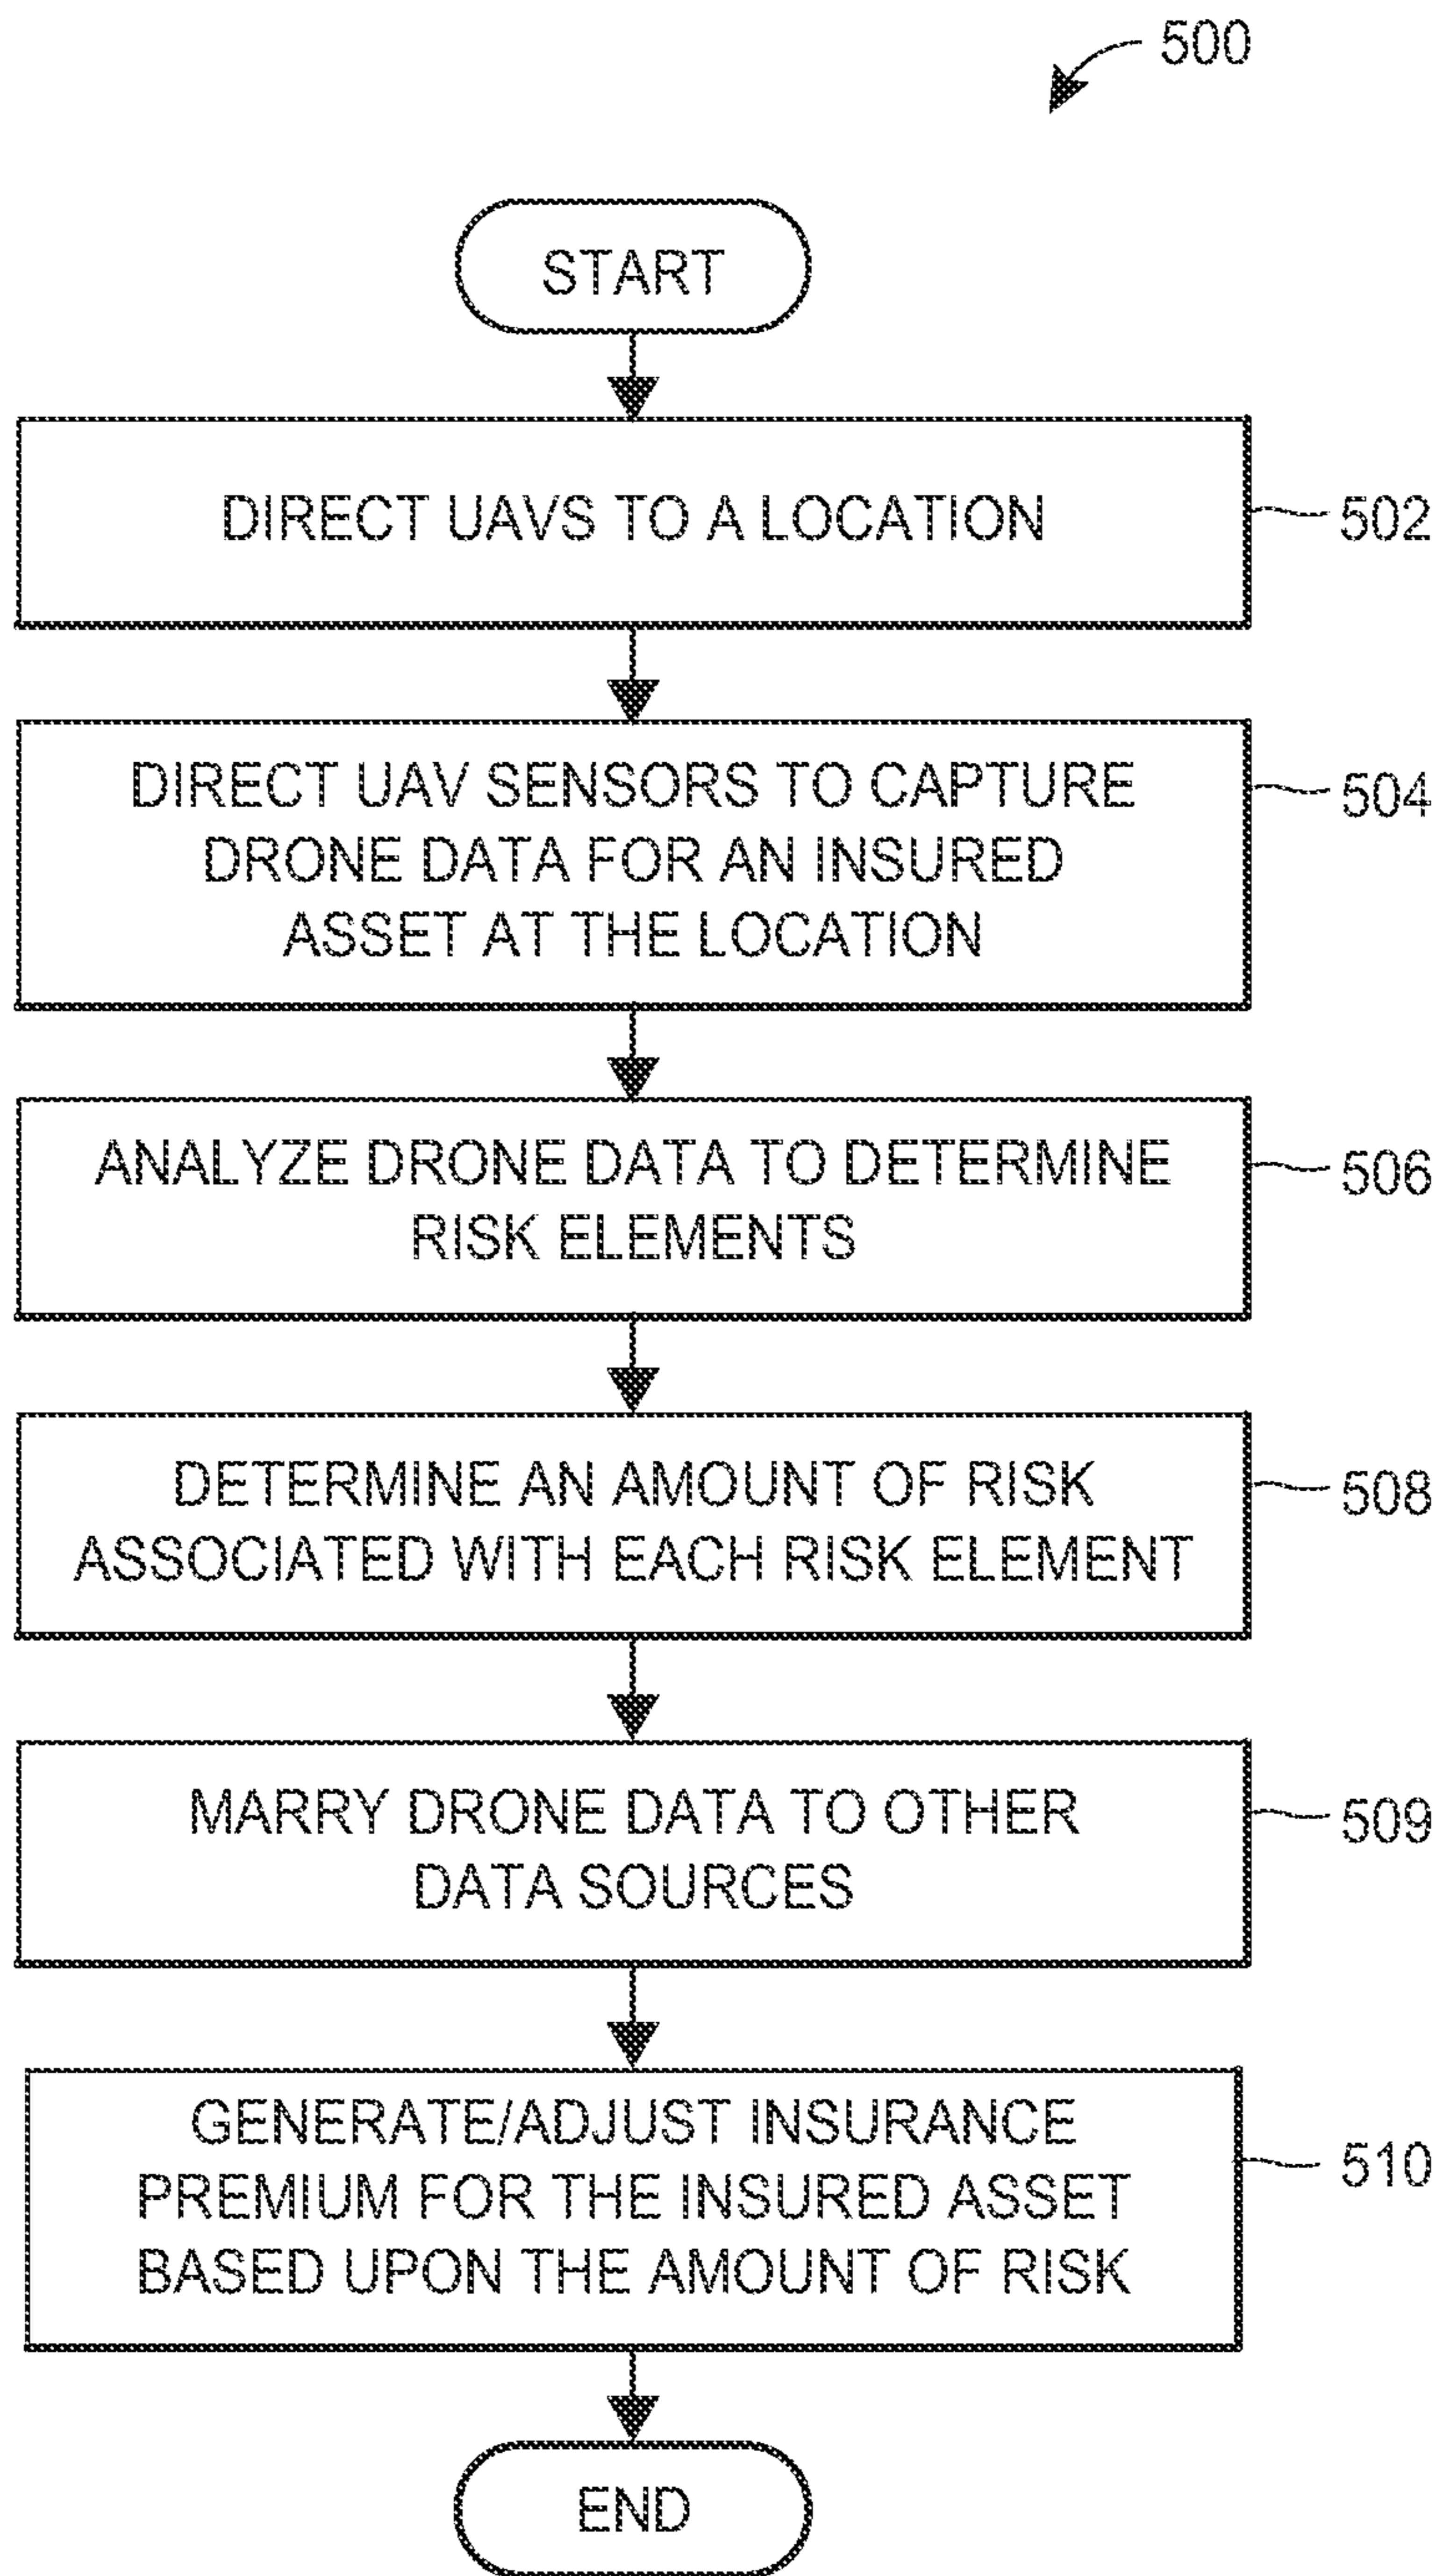 500
START
DIRECT UAVS TO A LOCATION
502
DIRECT UAV SENSORS TO CAPTURE
DRONE DATA FOR AN INSURED
ASSET AT THE LOCATION
504
ANALYZE DRONE DATA TO DETERMINE
RISK ELEMENTS
506
DETERMINE AN AMOUNT OF RISK
ASSOCIATED WITH EACH RISK ELEMENT
508
MARRY DRONE DATA TO OTHER
DATA SOURCES
509
GENERATE/ADJUST INSURANCE
PREMIUM FOR THE INSURED ASSET
BASED UPON THE AMOUNT OF RISK
510
END